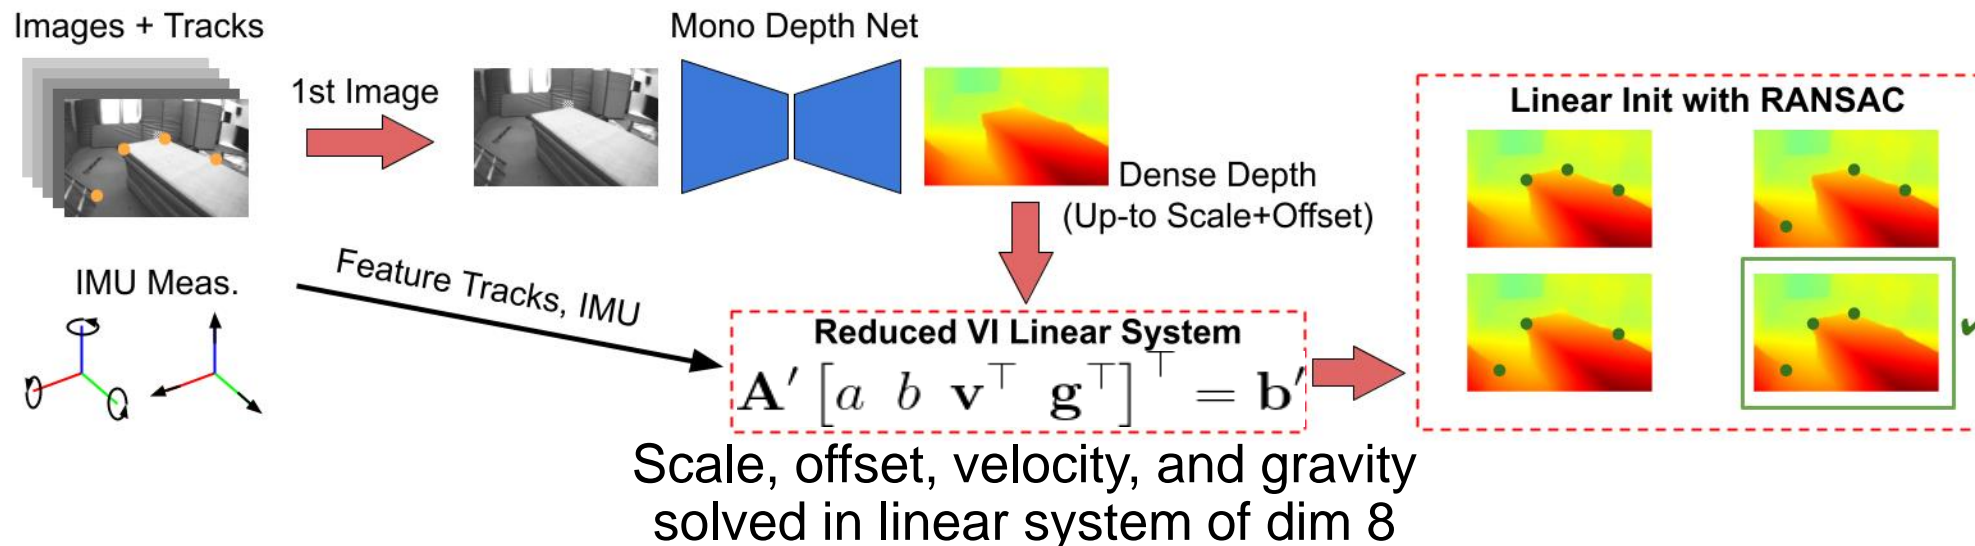 Images + Tracks
Mono Depth Net
1st Image
Linear Init with RANSAC
Dense Depth
(Up-to Scale+Offset)
IMU Meas.
Feature Tracks, IMU
Reduced VI Linear System
A′ [a b v⊤ g⊤]⊤ = b′
Scale, offset, velocity, and gravity
solved in linear system of dim 8